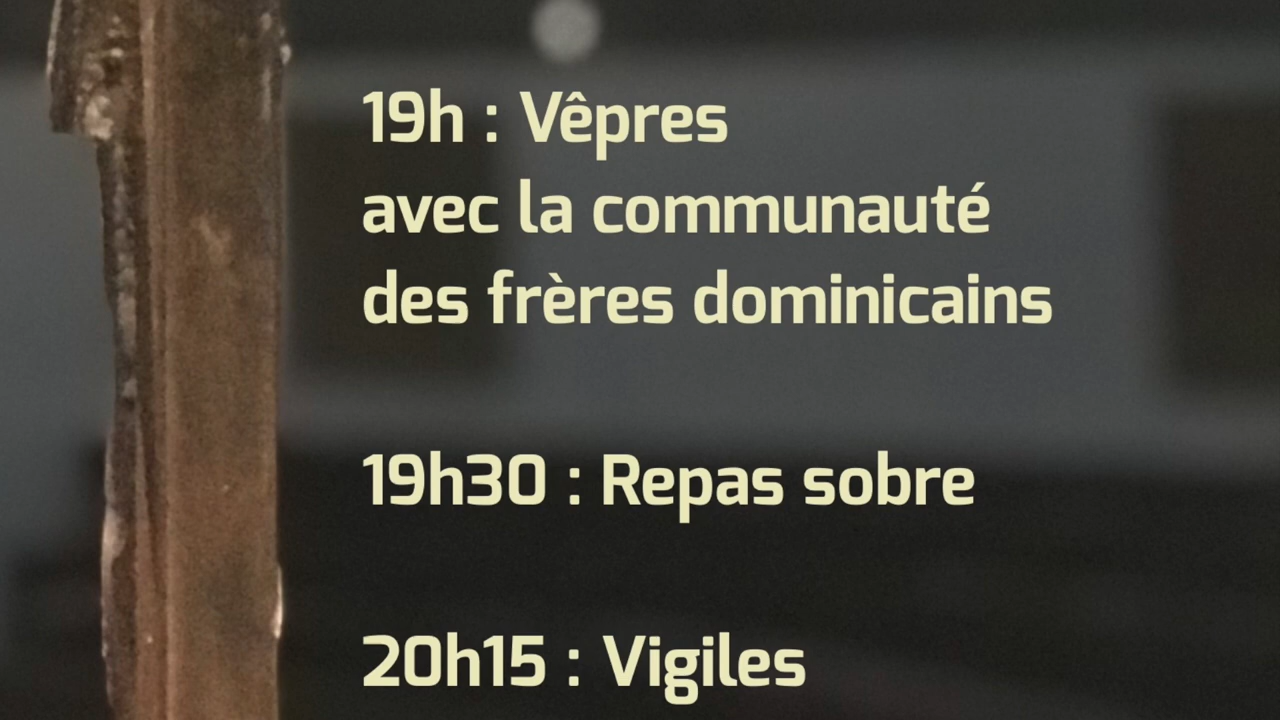 19h : Vêpres
avec la communauté
des frères dominicains
19h30 : Repas sobre
20h15 : Vigiles